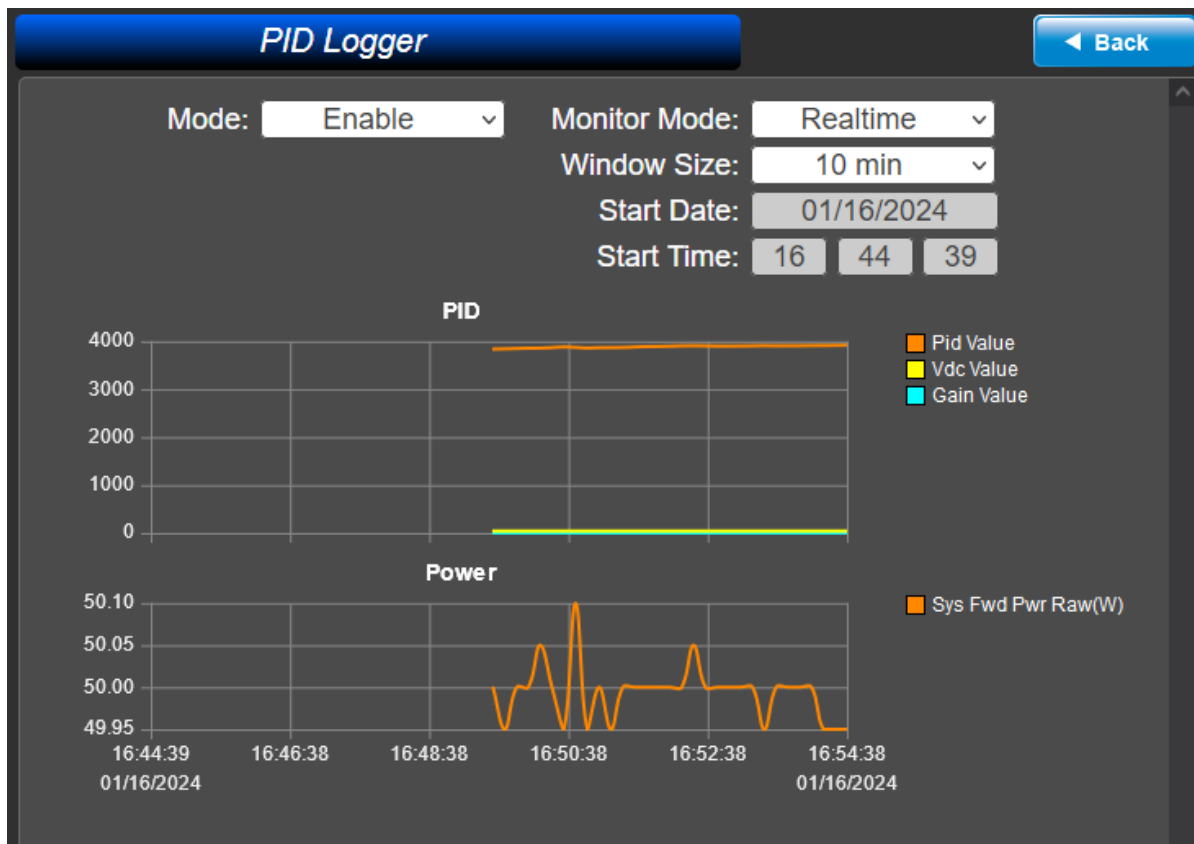 PID Logger
Back
Mode: Enable
Monitor Mode: Realtime
Window Size: 10 min
Start Date: 01/16/2024
Start Time: 16 44 39
PID
4000
3000
2000
1000
0
Pid Value
Vdc Value
Gain Value
Power
50.10
50.05
50.00
49.95
Sys Fwd Pwr Raw(W)
16:44:39 16:46:38 16:48:38 16:50:38 16:52:38 16:54:38
01/16/2024 01/16/2024